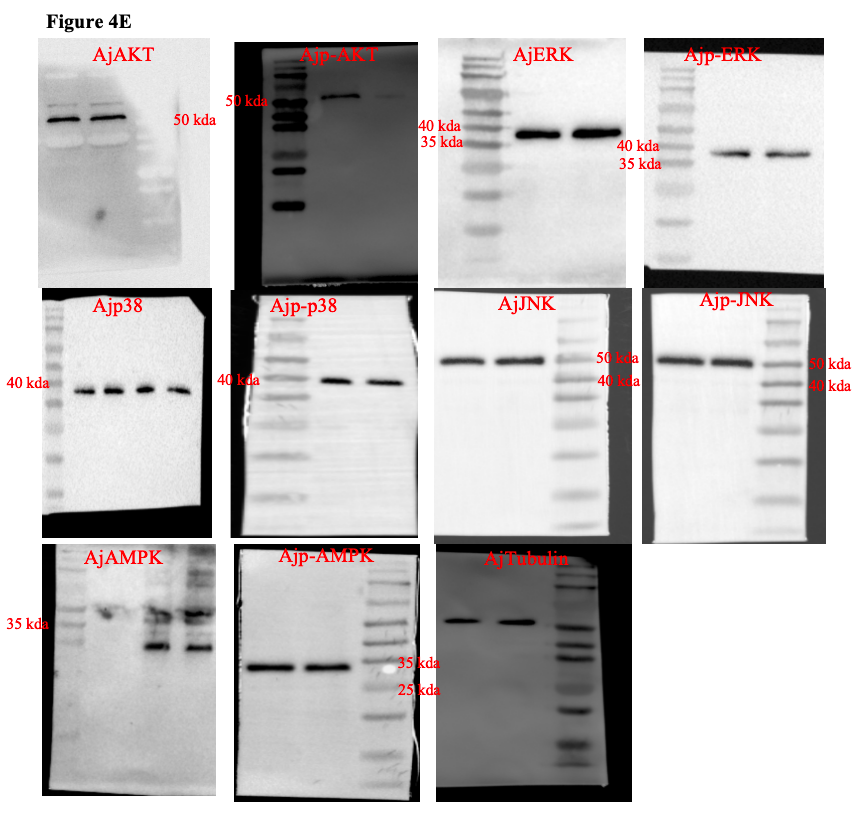 Figure 4E
AjAKT
Ajp-AKT
AjERK
Ajp-ERK
50 kda
50 kda
40 kda
35 kda
40 kda
35 kda
Ajp38
Ajp-p38
AjJNK
Ajp-JNK
40 kda
40 kda
50 kda
40 kda
50 kda
40 kda
AjAMPK
Ajp-AMPK
AjTubulin
35 kda
35 kda
25 kda